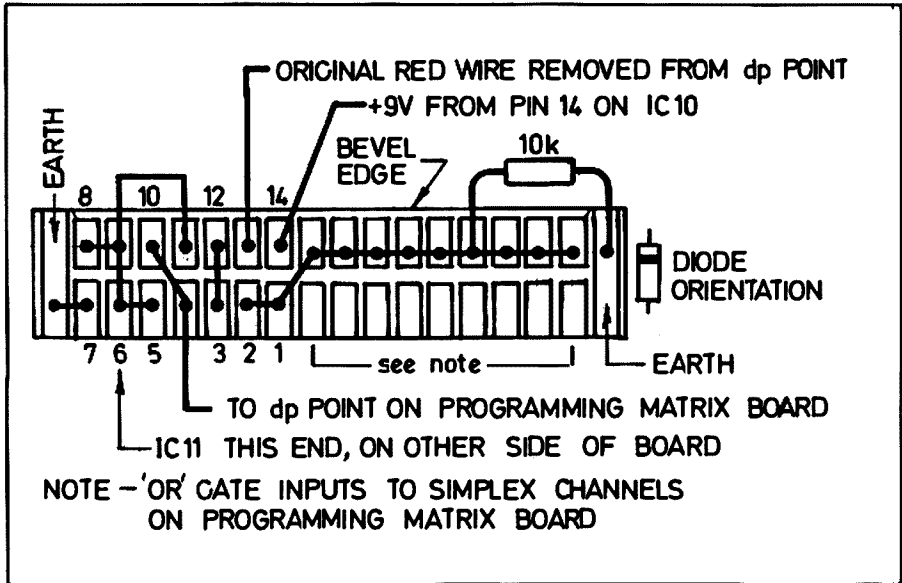 ORIGINAL RED WIRE REMOVED FROM dp POINT
+9V FROM PIN 14 ON IC10
EARTH
BEVEL
EDGE
10k
8 10 12 14
DIODE
ORIENTATION
7 6 5 3 2 1
see note
EARTH
TO dp POINT ON PROGRAMMING MATRIX BOARD
IC11 THIS END, ON OTHER SIDE OF BOARD
NOTE - 'OR' GATE INPUTS TO SIMPLEX CHANNELS
ON PROGRAMMING MATRIX BOARD